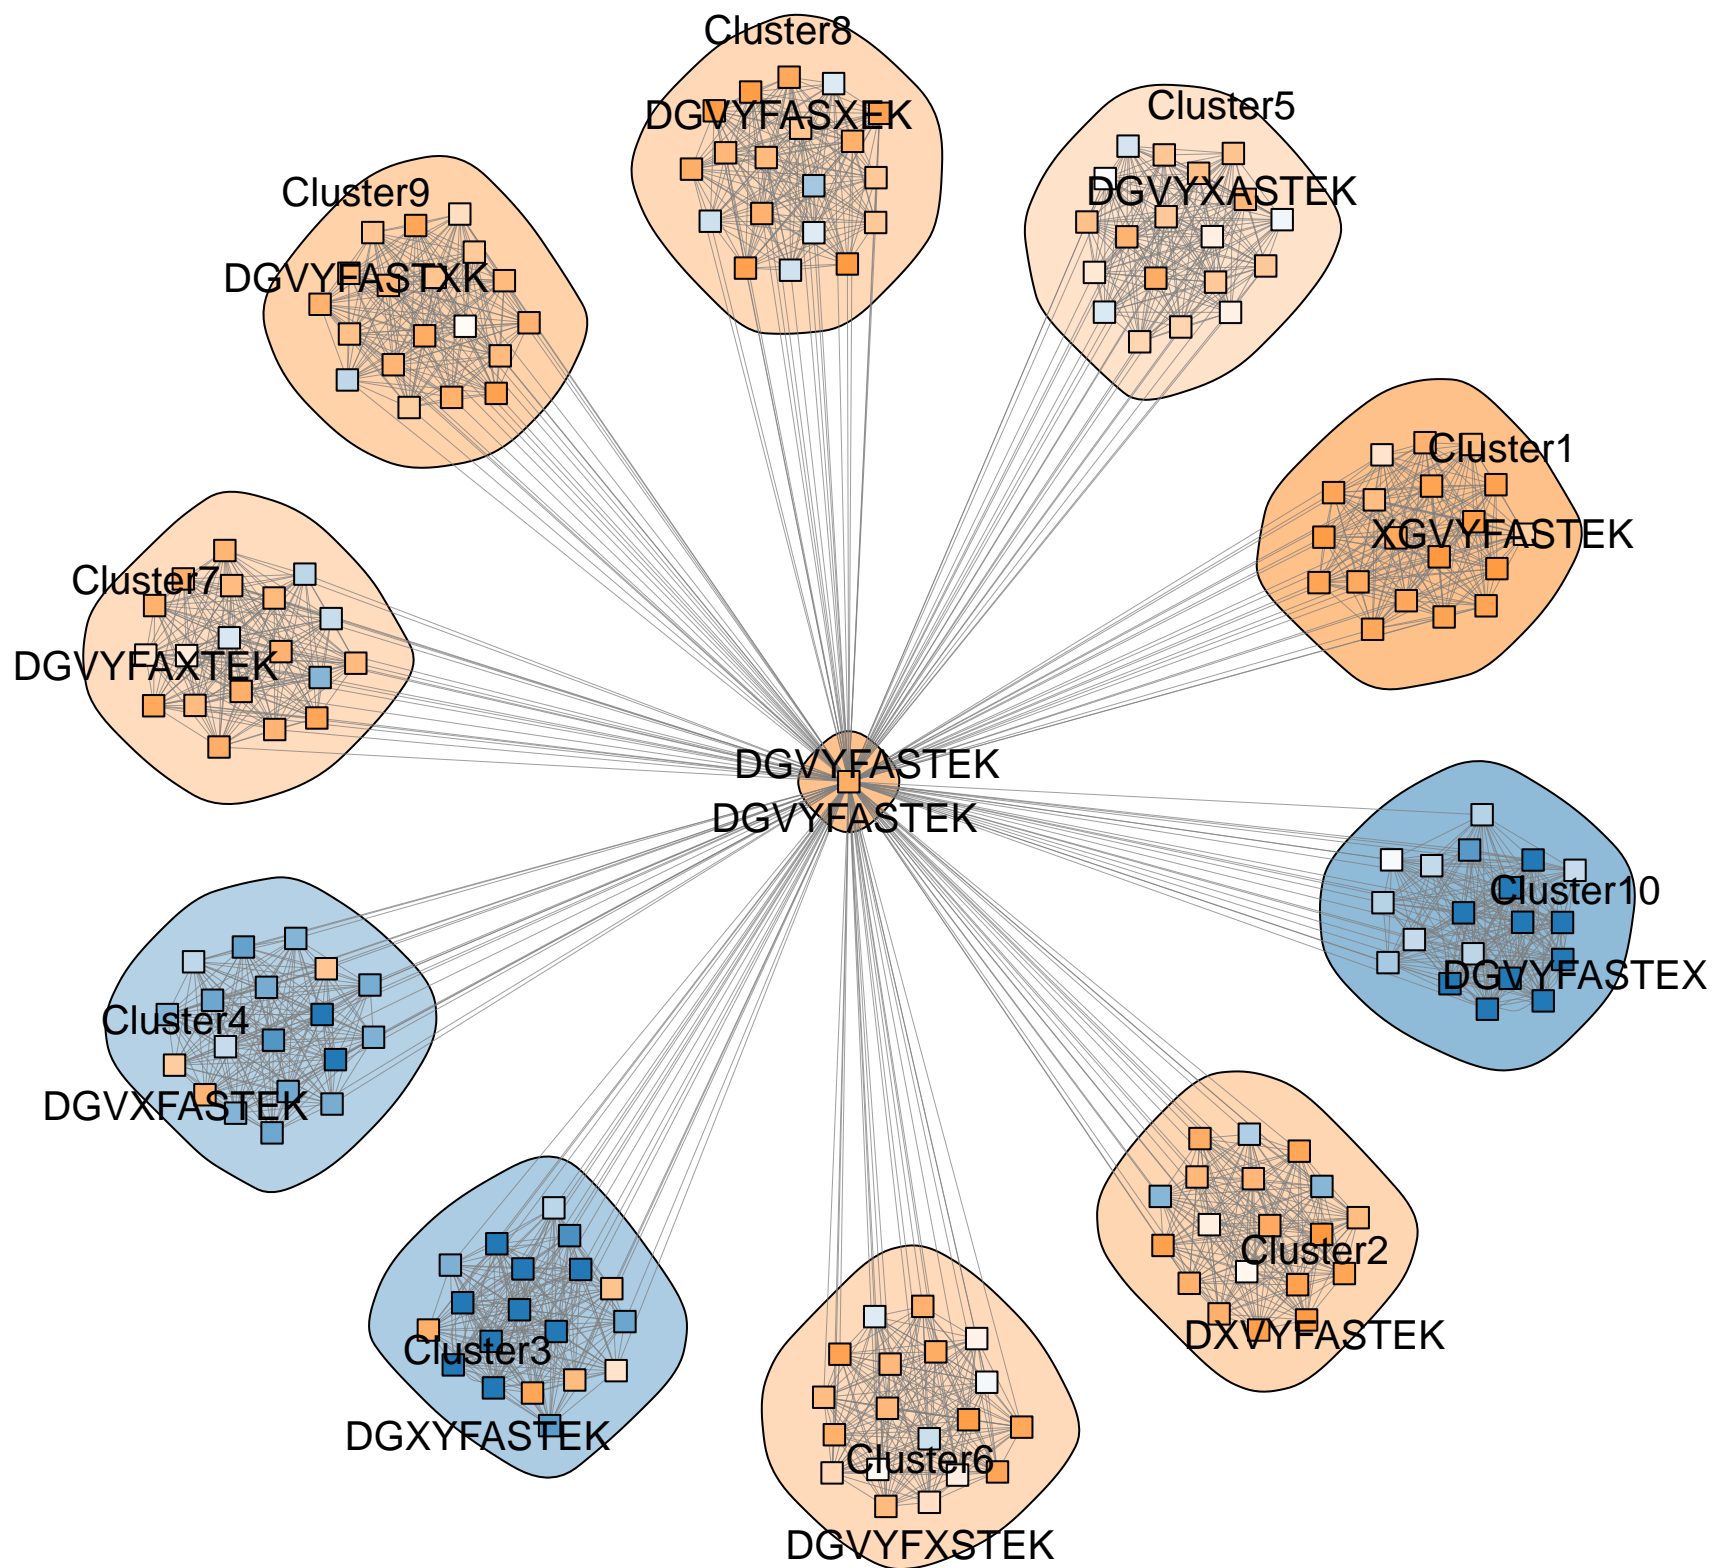 Cluster8
DGVYFASXEK
Cluster5
DGVYXASTEK
Cluster9
DGVYFASTXK
Cluster1
XGVYFASTEK
Cluster7
DGVYFAXTEK
DGVYFASTEK
DGVYFASTEK
Cluster10
DGVYFASTEX
Cluster4
DGVXFASTEK
Cluster2
DXVYFASTEK
Cluster3
DGXYFASTEK
Cluster6
DGVYFXSTEK